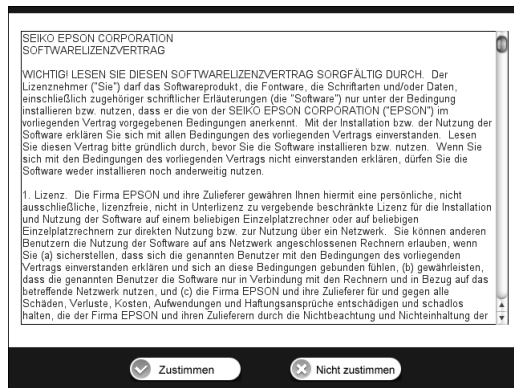 SEIKO EPSON CORPORATION
SOFTWARELIZENZVERTRAG
WICHTIG! LESEN SIE DIESEN SOFTWARELIZENZVERTRAG SORGFÄLTIG DURCH. Der
Lizenznehmer ("Sie") darf das Softwareprodukt, die Fontware, die Schriftarten und/oder Daten,
einschließlich zugehöriger schriftlicher Erläuterungen (die "Software") nur unter der Bedingung
installieren bzw. nutzen, dass er die von der SEIKO EPSON CORPORATION ("EPSON") im
vorliegenden Vertrag vorgegebenen Bedingungen anerkennt. Mit der Installation bzw. der Nutzung der
Software erklären Sie sich mit allen Bedingungen des vorliegenden Vertrags einverstanden. Lesen
Sie diesen Vertrag bitte gründlich durch, bevor Sie die Software installieren bzw. nutzen. Wenn Sie
sich mit den Bedingungen des vorliegenden Vertrags nicht einverstanden erklären, dürfen Sie die
Software weder installieren noch anderweitig nutzen.
1. Lizenz. Die Firma EPSON und ihre Zulieferer gewähren Ihnen hiermit eine persönliche, nicht
ausschließliche, lizenzfreie, nicht in Unterlizenz zu vergebende beschränkte Lizenz für die Installation
und Nutzung der Software auf einem beliebigen Einzelplatzrechner oder auf beliebigen
Einzelplatzrechnern zur direkten Nutzung bzw. zur Nutzung über ein Netzwerk. Sie können anderen
Benutzern die Nutzung der Software auf ans Netzwerk angeschlossenen Rechnern erlauben, wenn
Sie (a) sicherstellen, dass sich die genannten Benutzer mit den Bedingungen des vorliegenden
Vertrags einverstanden erklären und sich an diese Bedingungen gebunden fühlen, (b) gewährleisten,
dass die genannten Benutzer die Software nur in Verbindung mit den Rechnern und in Bezug auf das
betreffende Netzwerk nutzen, und (c) die Firma EPSON und ihre Zulieferer für und gegen alle
Schäden, Verluste, Kosten, Aufwendungen und Haftungsansprüche entschädigen und schadlos
halten, die der Firma EPSON und ihren Zulieferern durch die Nichtbeachtung und Nichteinhaltung der
Zustimmen
Nicht zustimmen